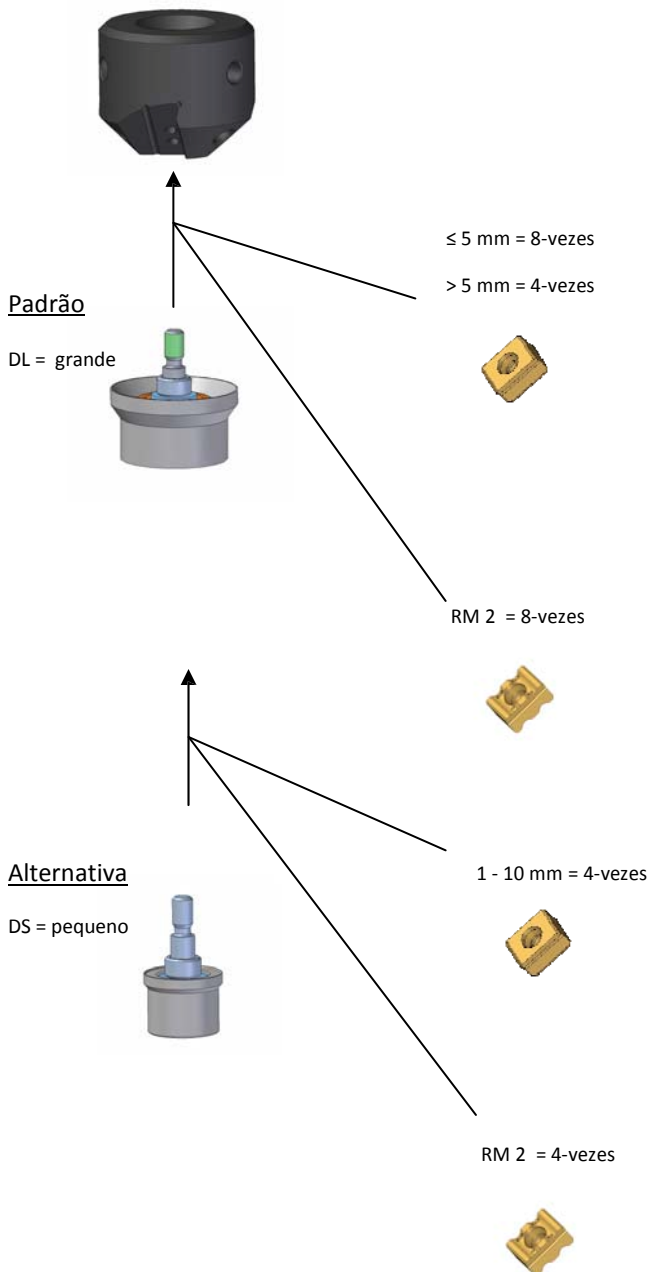 ≤ 5 mm = 8-vezes
> 5 mm = 4-vezes
Padrão
DL = grande
RM 2 = 8-vezes
Alternativa
1 - 10 mm = 4-vezes
DS = pequeno
RM 2 = 4-vezes